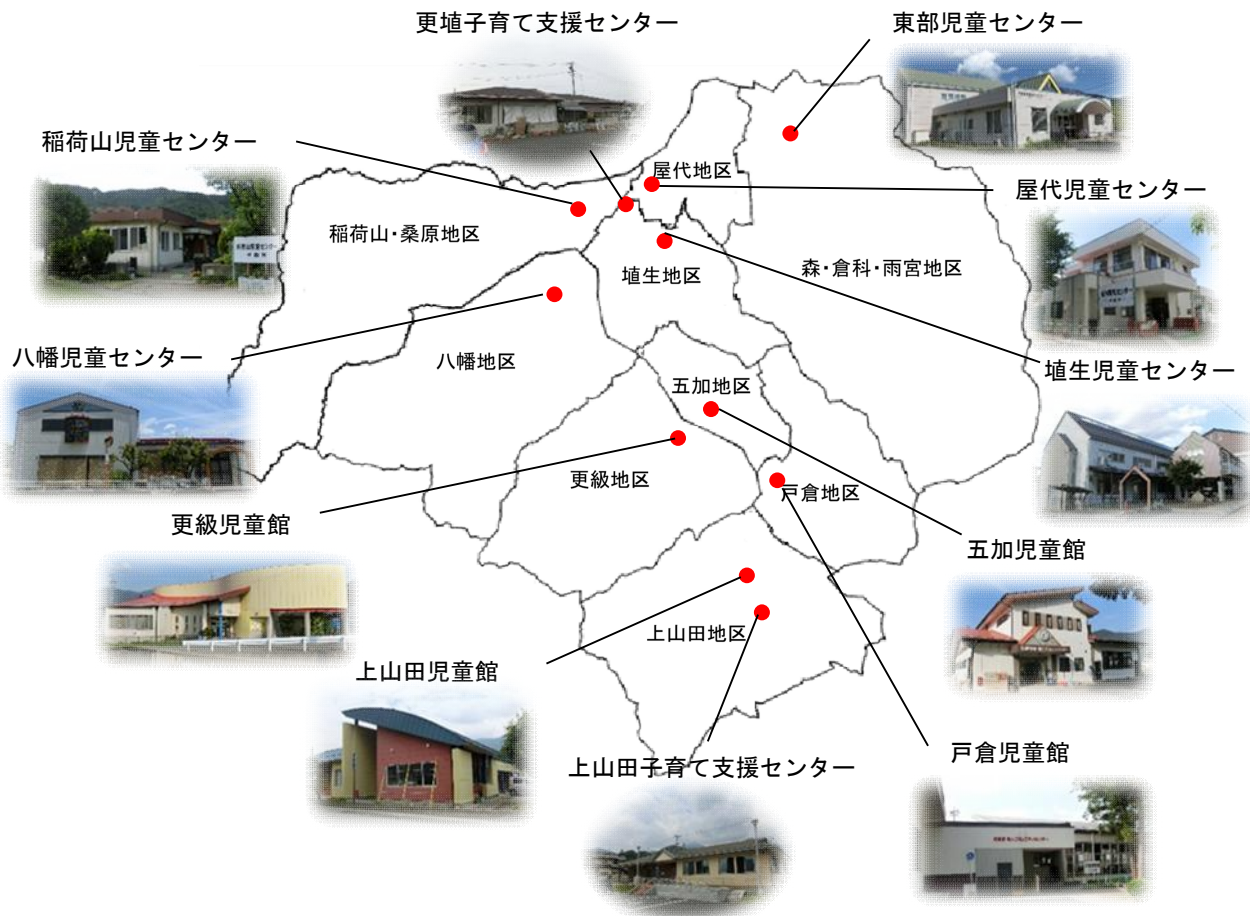 更埴子育て支援センター
東部児童センター
稲荷山児童センター
屋代地区
屋代児童センター
稲荷山・桑原地区
埴生地区
森・倉科・雨宮地区
八幡児童センター
八幡地区
埴生児童センター
五加地区
更級地区
戸倉地区
更級児童館
五加児童館
上山田地区
上山田児童館
戸倉児童館
上山田子育て支援センター